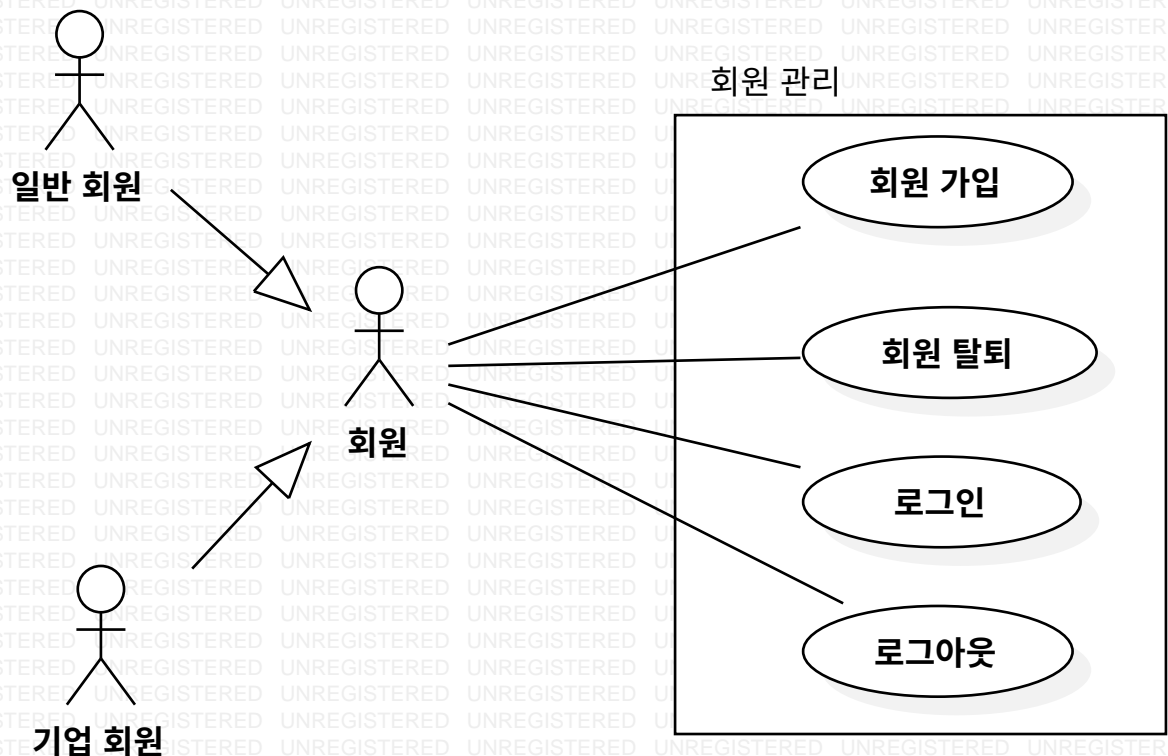 회원 관리
회원 가입
일반 회원
회원 탈퇴
회원
로그인
로그아웃
기업 회원
UNREGISTERED